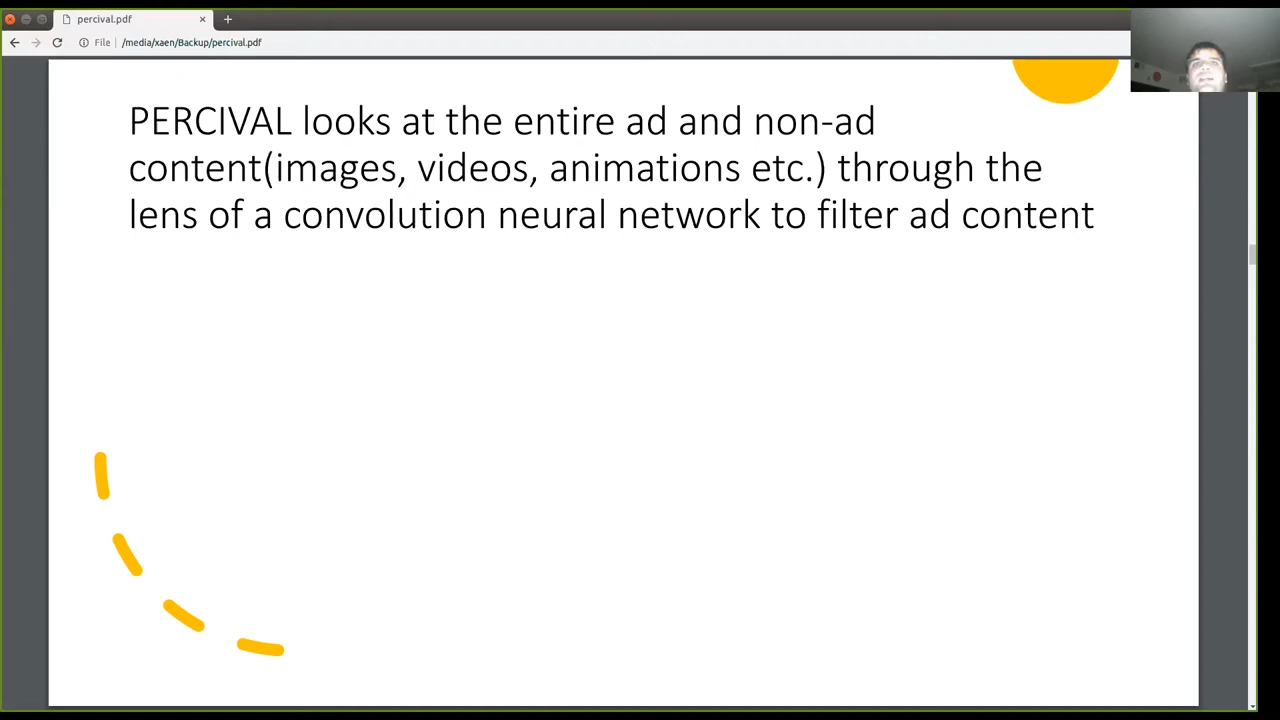 percival.pdf
File
/media/xaen/Backup/percival.pdf
PERCIVAL looks at the entire ad and non-ad
content(images, videos, animations etc.) through the
lens of a convolution neural network to filter ad content